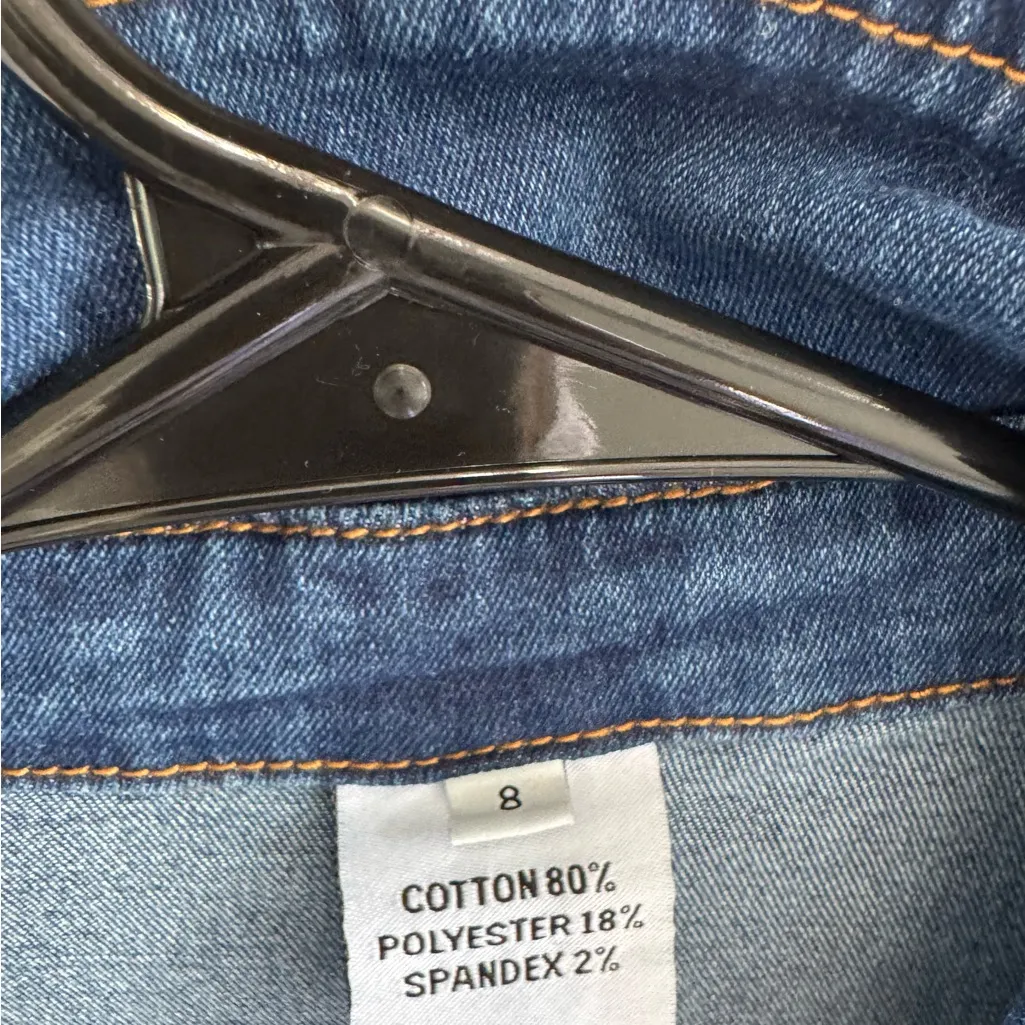 8
COTTON 80%
POLYESTER 18%
SPANDEX 2%